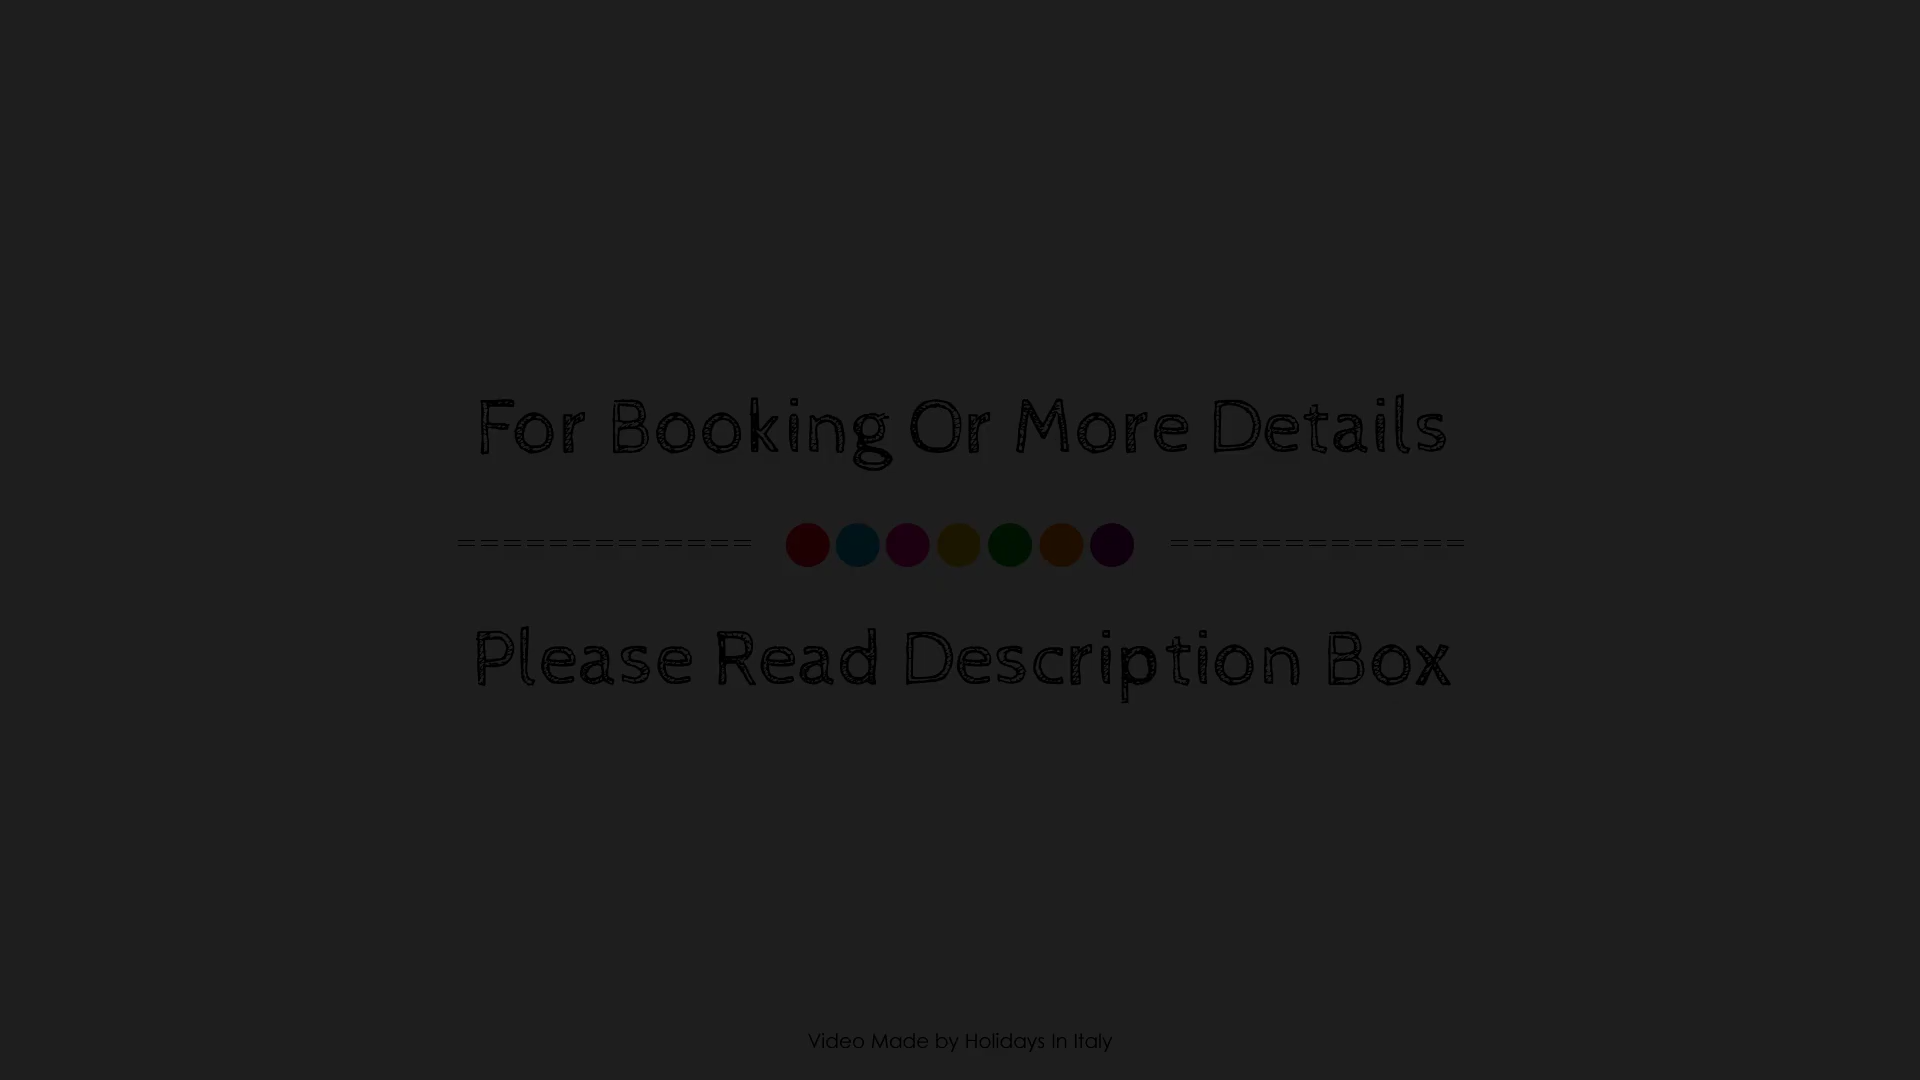 For Booking Or More Details
============= =============
Please Read Description Box
Video Made by Holidays In Italy